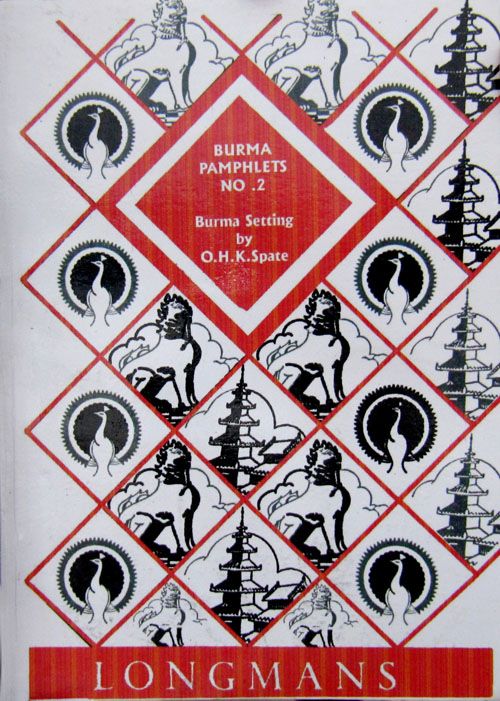 BURMA
PAMPHLETS
NO .2
Burma Setting
by
O.H.K.Spate
LONGMANS